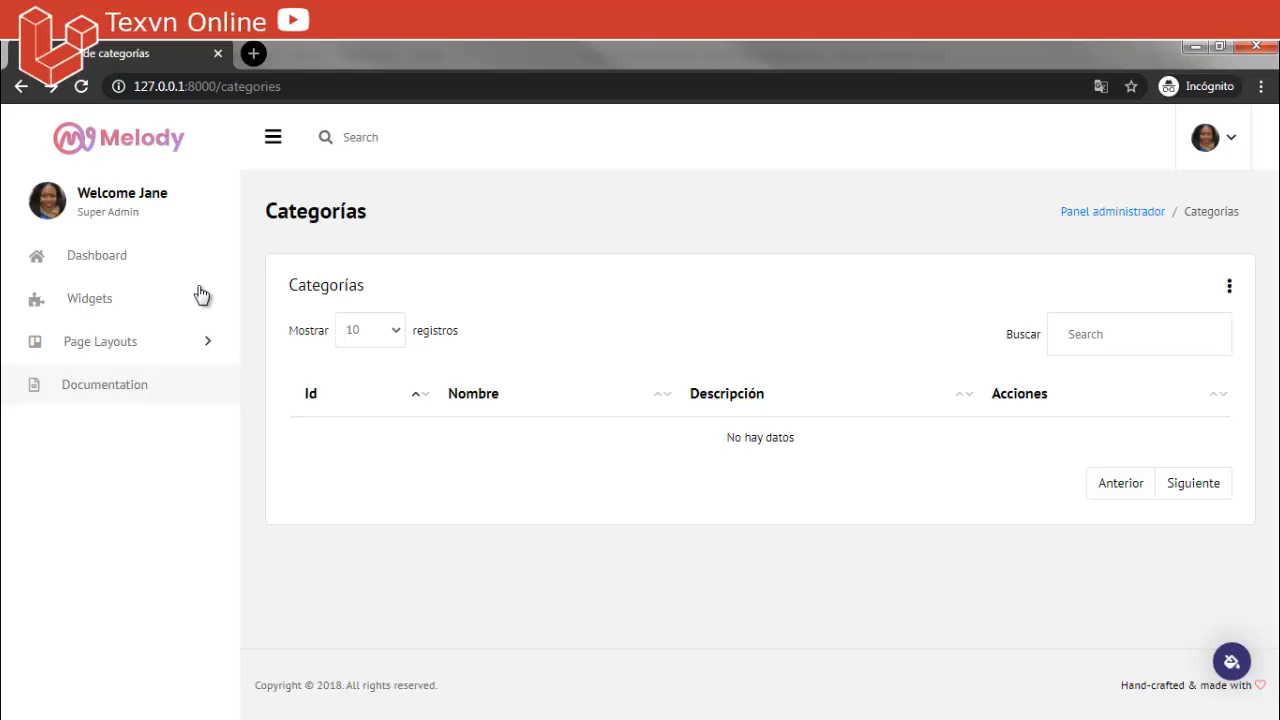 Texvn Online
de categorías
127.0.0.1:8000/categories
Incógnito
Melody
Search
Welcome Jane
Super Admin
Dashboard
Widgets
Page Layouts
Documentation
Categorías
Panel administrador / Categorías
Categorías
Mostrar 10 registros
Buscar Search
Id Nombre Descripción Acciones
No hay datos
Anterior Siguiente
Copyright © 2018. All rights reserved.
Hand-crafted & made with